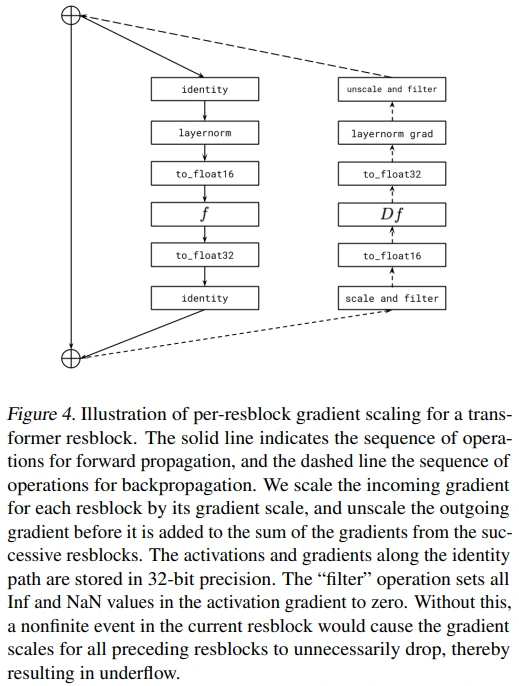 identity
layernorm
to_float16
f
to_float32
identity
unscale and filter
layernorm grad
to_float32
Df
to_float16
scale and filter
Figure 4. Illustration of per-resblock gradient scaling for a trans-
former resblock. The solid line indicates the sequence of opera-
tions for forward propagation, and the dashed line the sequence of
operations for backpropagation. We scale the incoming gradient
for each resblock by its gradient scale, and unscale the outgoing
gradient before it is added to the sum of the gradients from the suc-
cessive resblocks. The activations and gradients along the identity
path are stored in 32-bit precision. The “filter” operation sets all
Inf and NaN values in the activation gradient to zero. Without this,
a nonfinite event in the current resblock would cause the gradient
scales for all preceding resblocks to unnecessarily drop, thereby
resulting in underflow.